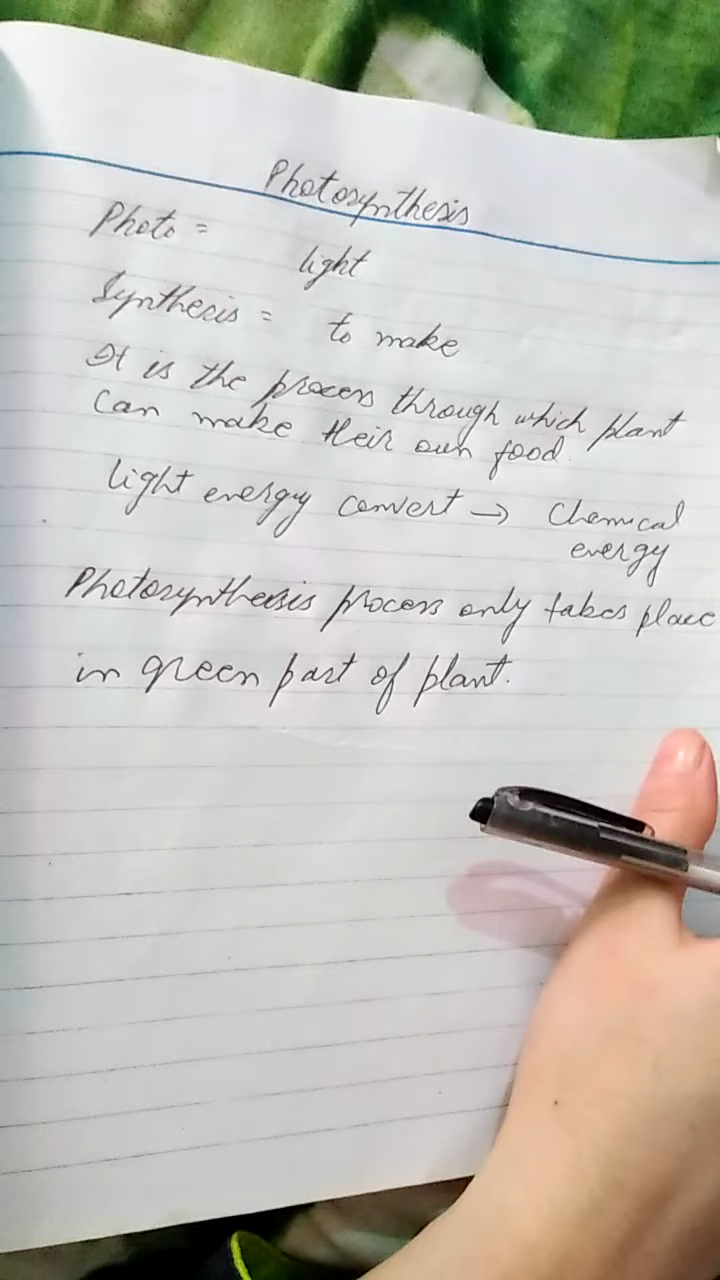 Photosynthesis
Photo =
light
Synthesis = to make
It is the process through which plant
can make their own food.
light energy convert → Chemical
energy
Photosynthesis process only takes place
in green part of plant.